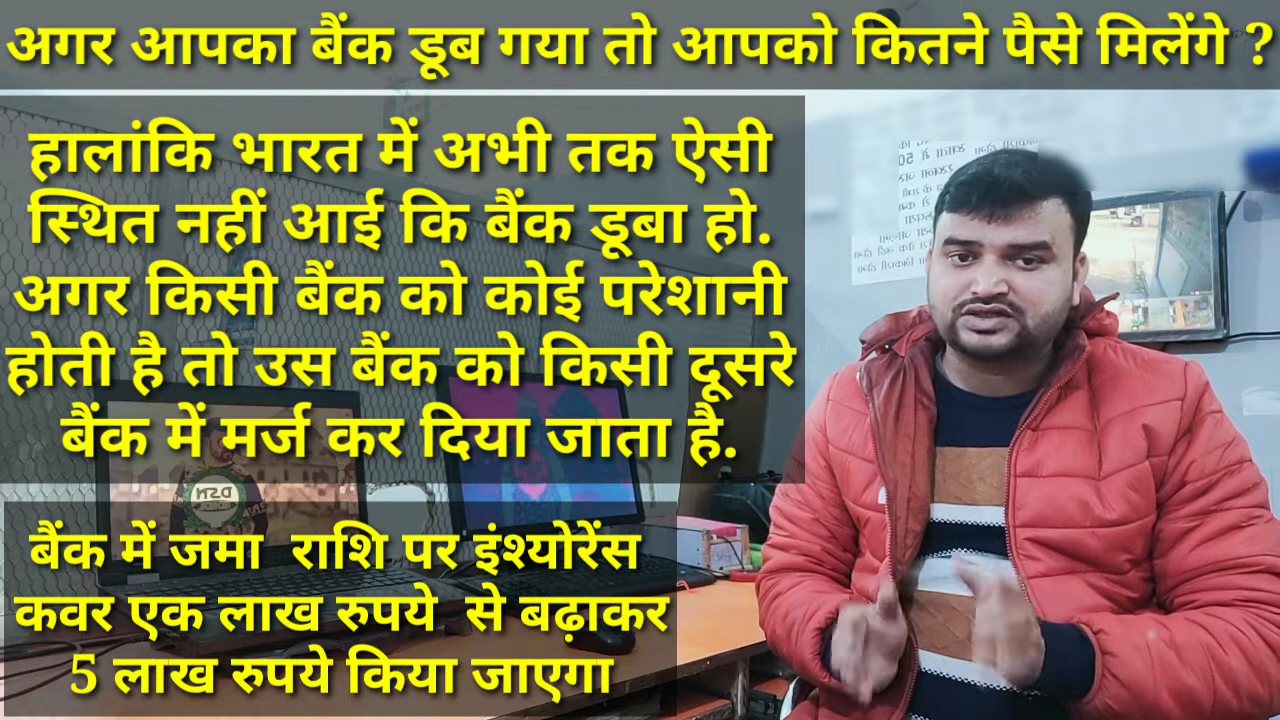 अगर आपका बैंक डूब गया तो आपको कितने पैसे मिलेंगे ?
हालांकि भारत में अभी तक ऐसी
स्थित नहीं आई कि बैंक डूबा हो.
अगर किसी बैंक को कोई परेशानी
होती है तो उस बैंक को किसी दूसरे
बैंक में मर्ज कर दिया जाता है.
बैंक में जमा राशि पर इंश्योरेंस
कवर एक लाख रुपये से बढ़ाकर
5 लाख रुपये किया जाएगा